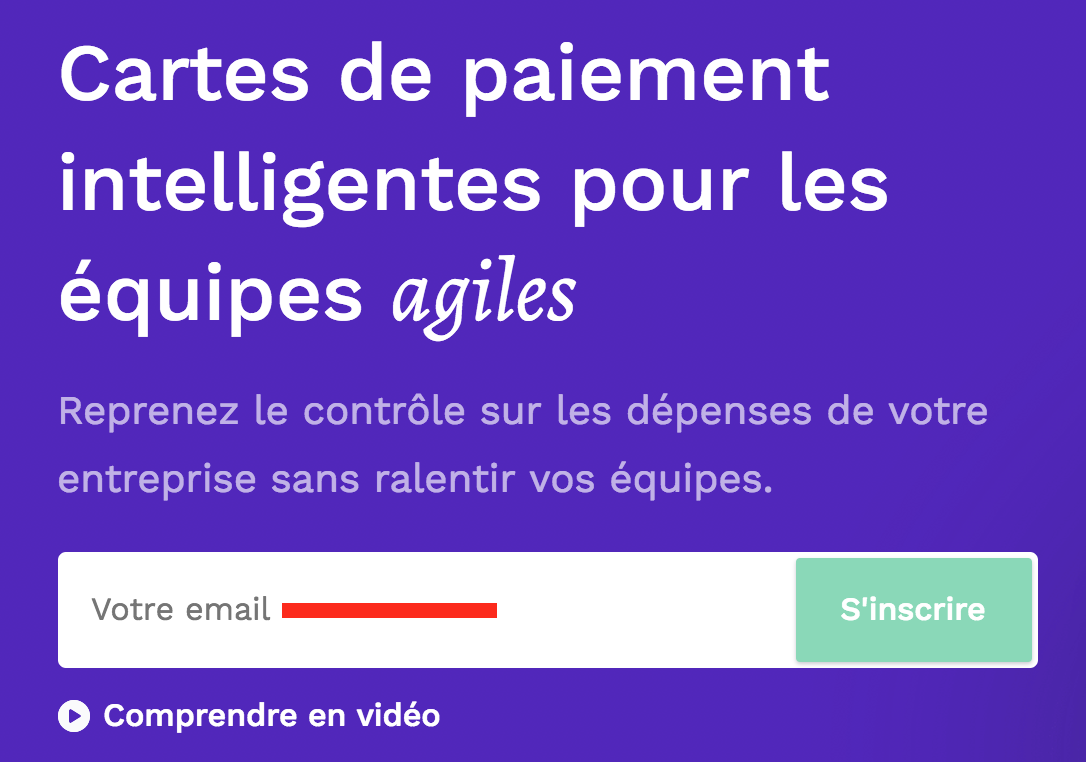 Cartes de paiement
intelligentes pour les
équipes agiles
Reprenez le contrôle sur les dépenses de votre
entreprise sans ralentir vos équipes.
Votre email
S'inscrire
Comprendre en vidéo